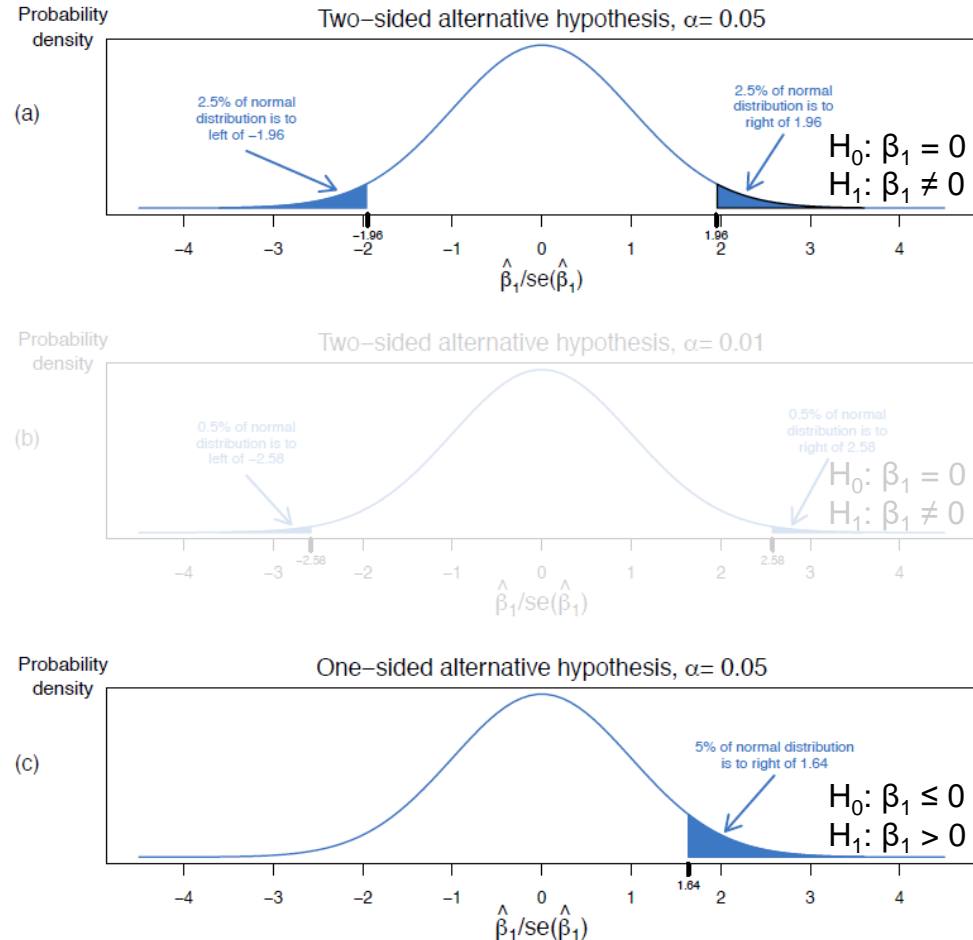 Probability
density
Two−sided alternative hypothesis, α= 0.05
(a)
2.5% of normal
distribution is to
left of −1.96
2.5% of normal
distribution is to
right of 1.96
H₀: β₁ = 0
H₁: β₁ ≠ 0
−1.96
1.96
−4 −3 −2 −1 0 1 2 3 4
β̂₁/se(β̂₁)
Probability
density
Two−sided alternative hypothesis, α= 0.01
(b)
0.5% of normal
distribution is to
left of −2.58
0.5% of normal
distribution is to
right of 2.58
H₀: β₁ = 0
H₁: β₁ ≠ 0
−2.58
2.58
−4 −3 −2 −1 0 1 2 3 4
β̂₁/se(β̂₁)
Probability
density
One−sided alternative hypothesis, α= 0.05
(c)
5% of normal distribution
is to right of 1.64
H₀: β₁ ≤ 0
H₁: β₁ > 0
1.64
−4 −3 −2 −1 0 1 2 3 4
β̂₁/se(β̂₁)